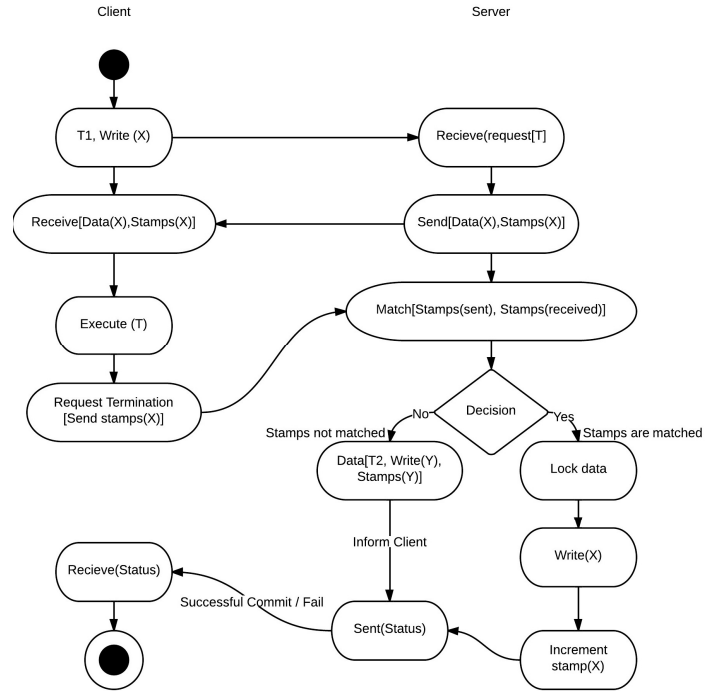 Client
Server
T1, Write (X)
Recieve(request[T]
Receive[Data(X),Stamps(X)]
Send[Data(X),Stamps(X)]
Match[Stamps(sent), Stamps(received)]
Execute (T)
Request Termination
[Send stamps(X)]
Decision
No
Yes
Stamps not matched
Stamps are matched
Data[T2, Write(Y),
Stamps(Y)]
Lock data
Inform Client
Write(X)
Recieve(Status)
Successful Commit / Fail
Sent(Status)
Increment
stamp(X)